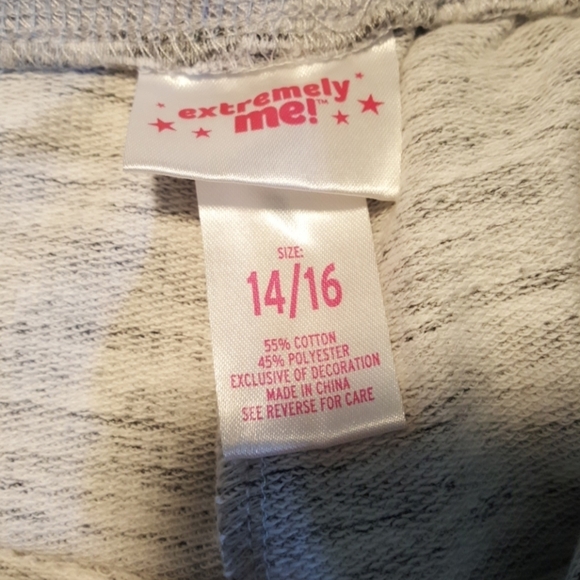 extremely
me!™
SIZE:
14/16
55% COTTON
45% POLYESTER
EXCLUSIVE OF DECORATION
MADE IN CHINA
SEE REVERSE FOR CARE